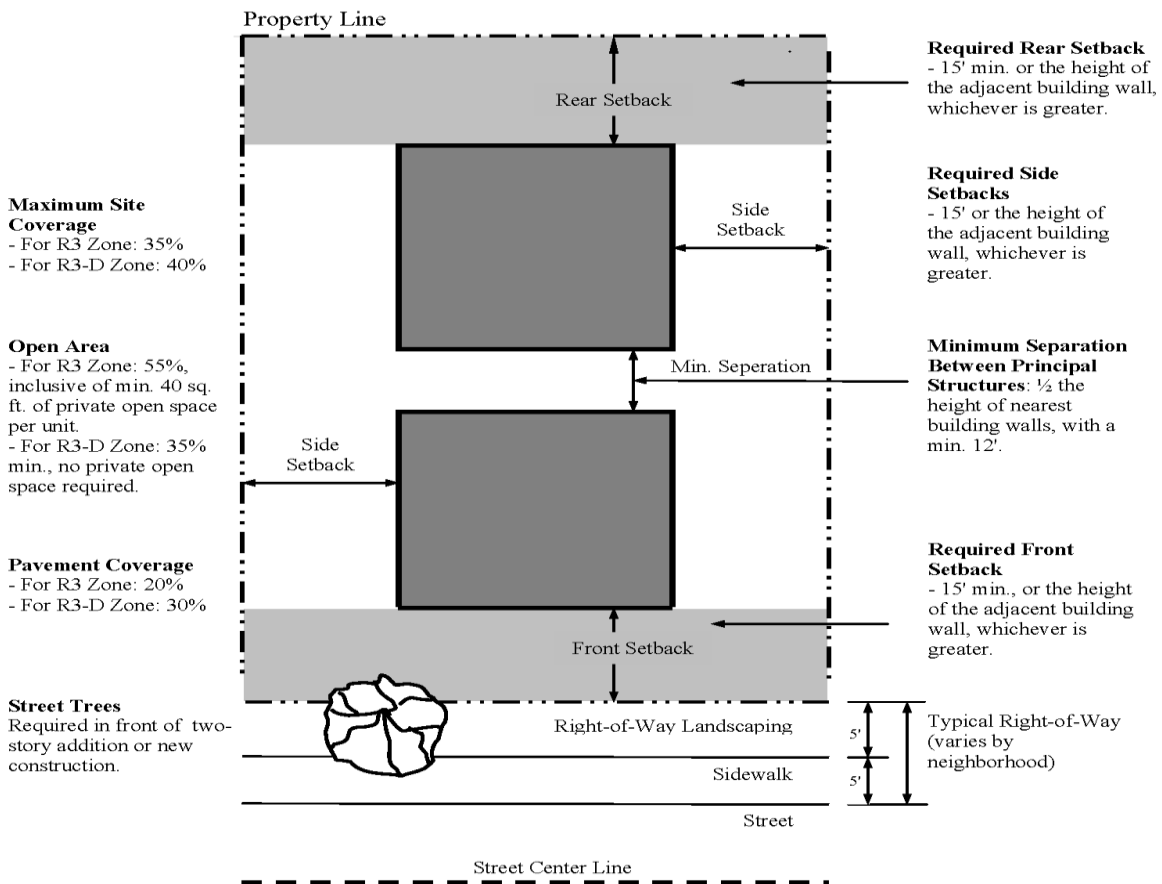 Property Line
Rear Setback
Required Rear Setback
- 15' min. or the height of
the adjacent building wall,
whichever is greater.
Maximum Site
Coverage
- For R3 Zone: 35%
- For R3-D Zone: 40%
Side
Setback
Required Side
Setbacks
- 15' or the height of
the adjacent building
wall, whichever is
greater.
Open Area
- For R3 Zone: 55%,
inclusive of min. 40 sq.
ft. of private open space
per unit.
- For R3-D Zone: 35%
min., no private open
space required.
Min. Seperation
Minimum Separation
Between Principal
Structures: ½ the
height of nearest
building walls, with a
min. 12'.
Side
Setback
Pavement Coverage
- For R3 Zone: 20%
- For R3-D Zone: 30%
Required Front
Setback
- 15' min., or the height
of the adjacent building
wall, whichever is
greater.
Front Setback
Street Trees
Required in front of two-
story addition or new
construction.
Right-of-Way Landscaping
5'
Typical Right-of-Way
(varies by
neighborhood)
Sidewalk
5'
Street
Street Center Line